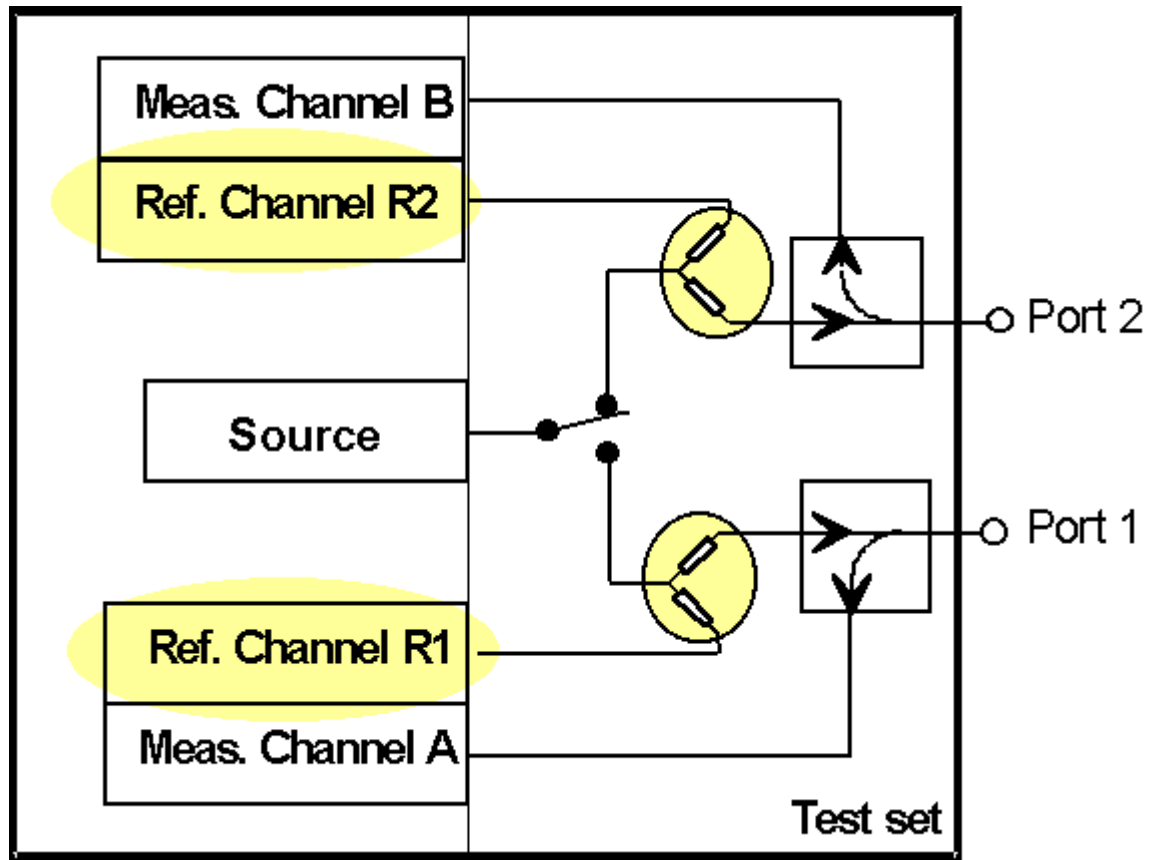 Meas. Channel B
Ref. Channel R2
Port 2
Source
Port 1
Ref. Channel R1
Meas. Channel A
Test set